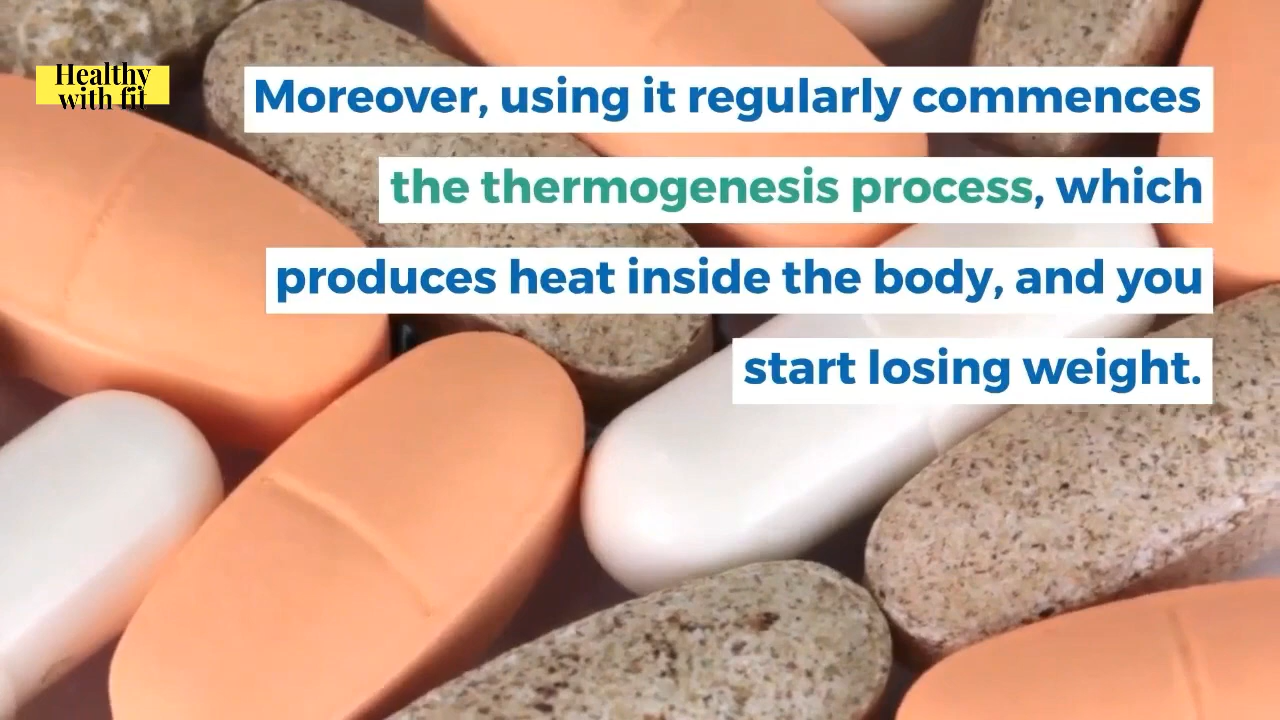 Healthy
with fit
Moreover, using it regularly commences
the thermogenesis process, which
produces heat inside the body, and you
start losing weight.